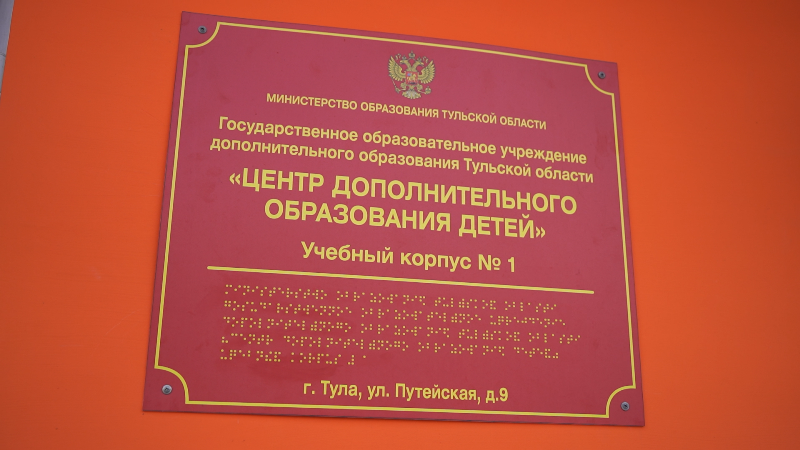 МИНИСТЕРСТВО ОБРАЗОВАНИЯ ТУЛЬСКОЙ ОБЛАСТИ
Государственное образовательное учреждение
дополнительного образования Тульской области
«ЦЕНТР ДОПОЛНИТЕЛЬНОГО
ОБРАЗОВАНИЯ ДЕТЕЙ»
Учебный корпус № 1
г. Тула, ул. Путейская, д.9